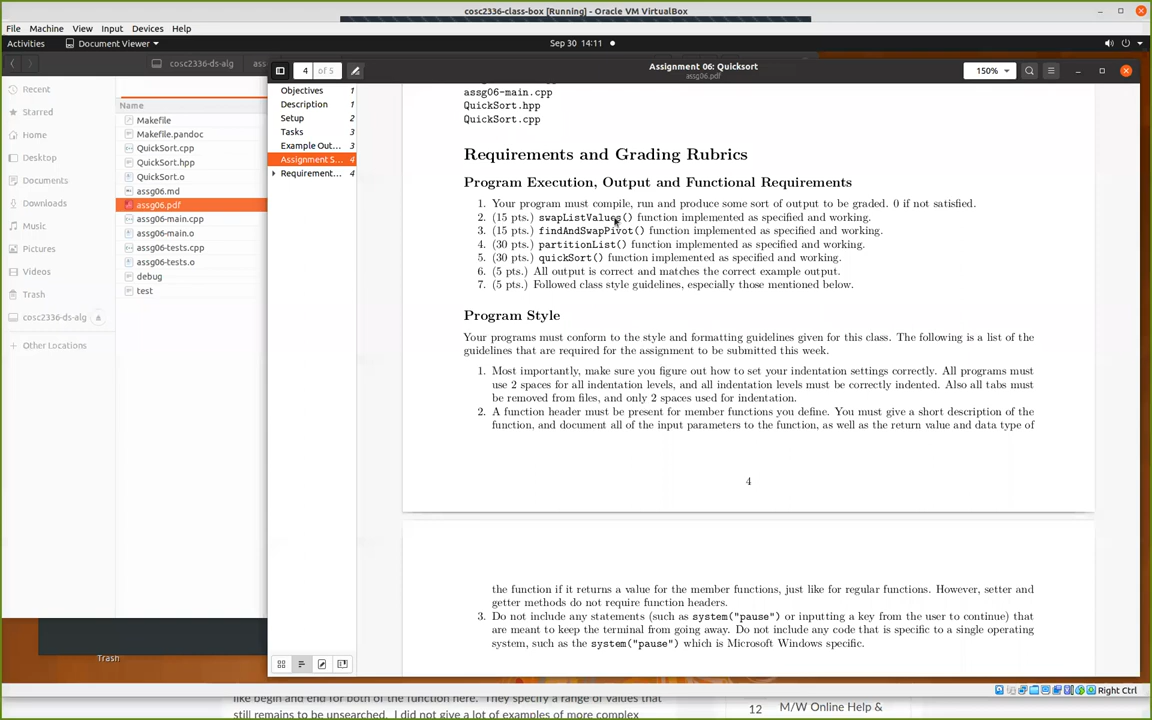 cosc2336-class-box [Running] - Oracle VM VirtualBox
File Machine View Input Devices Help
Activities Document Viewer Sep 30 14:11
cosc2336-ds-alg ass
4 of 5 Assignment 06: Quicksort 150%
assg06.pdf
Recent
Starred
Home
Desktop
Documents
Downloads
Music
Pictures
Videos
Trash
cosc2336-ds-alg
Other Locations
Name
Makefile
Makefile.pandoc
QuickSort.cpp
QuickSort.hpp
QuickSort.o
assg06.md
assg06.pdf
assg06-main.cpp
assg06-main.o
assg06-tests.cpp
assg06-tests.o
debug
test
Objectives 1
Description 1
Setup 2
Tasks 3
Example Out... 3
Assignment S... 4
Requirement... 4
assg06-main.cpp
QuickSort.hpp
QuickSort.cpp
Requirements and Grading Rubrics
Program Execution, Output and Functional Requirements
1. Your program must compile, run and produce some sort of output to be graded. 0 if not satisfied.
2. (15 pts.) swapListValues() function implemented as specified and working.
3. (15 pts.) findAndSwapPivot() function implemented as specified and working.
4. (30 pts.) partitionList() function implemented as specified and working.
5. (30 pts.) quickSort() function implemented as specified and working.
6. (5 pts.) All output is correct and matches the correct example output.
7. (5 pts.) Followed class style guidelines, especially those mentioned below.
Program Style
Your programs must conform to the style and formatting guidelines given for this class. The following is a list of the
guidelines that are required for the assignment to be submitted this week.
1. Most importantly, make sure you figure out how to set your indentation settings correctly. All programs must
use 2 spaces for all indentation levels, and all indentation levels must be correctly indented. Also all tabs must
be removed from files, and only 2 spaces used for indentation.
2. A function header must be present for member functions you define. You must give a short description of the
function, and document all of the input parameters to the function, as well as the return value and data type of
4
the function if it returns a value for the member functions, just like for regular functions. However, setter and
getter methods do not require function headers.
3. Do not include any statements (such as system("pause") or inputting a key from the user to continue) that
are meant to keep the terminal from going away. Do not include any code that is specific to a single operating
system, such as the system("pause") which is Microsoft Windows specific.
Trash
Right Ctrl
like begin and end for both of the function here. They specify a range of values that
still remains to be unsearched. I did not give a lot of examples of more complex
12 M/W Online Help &